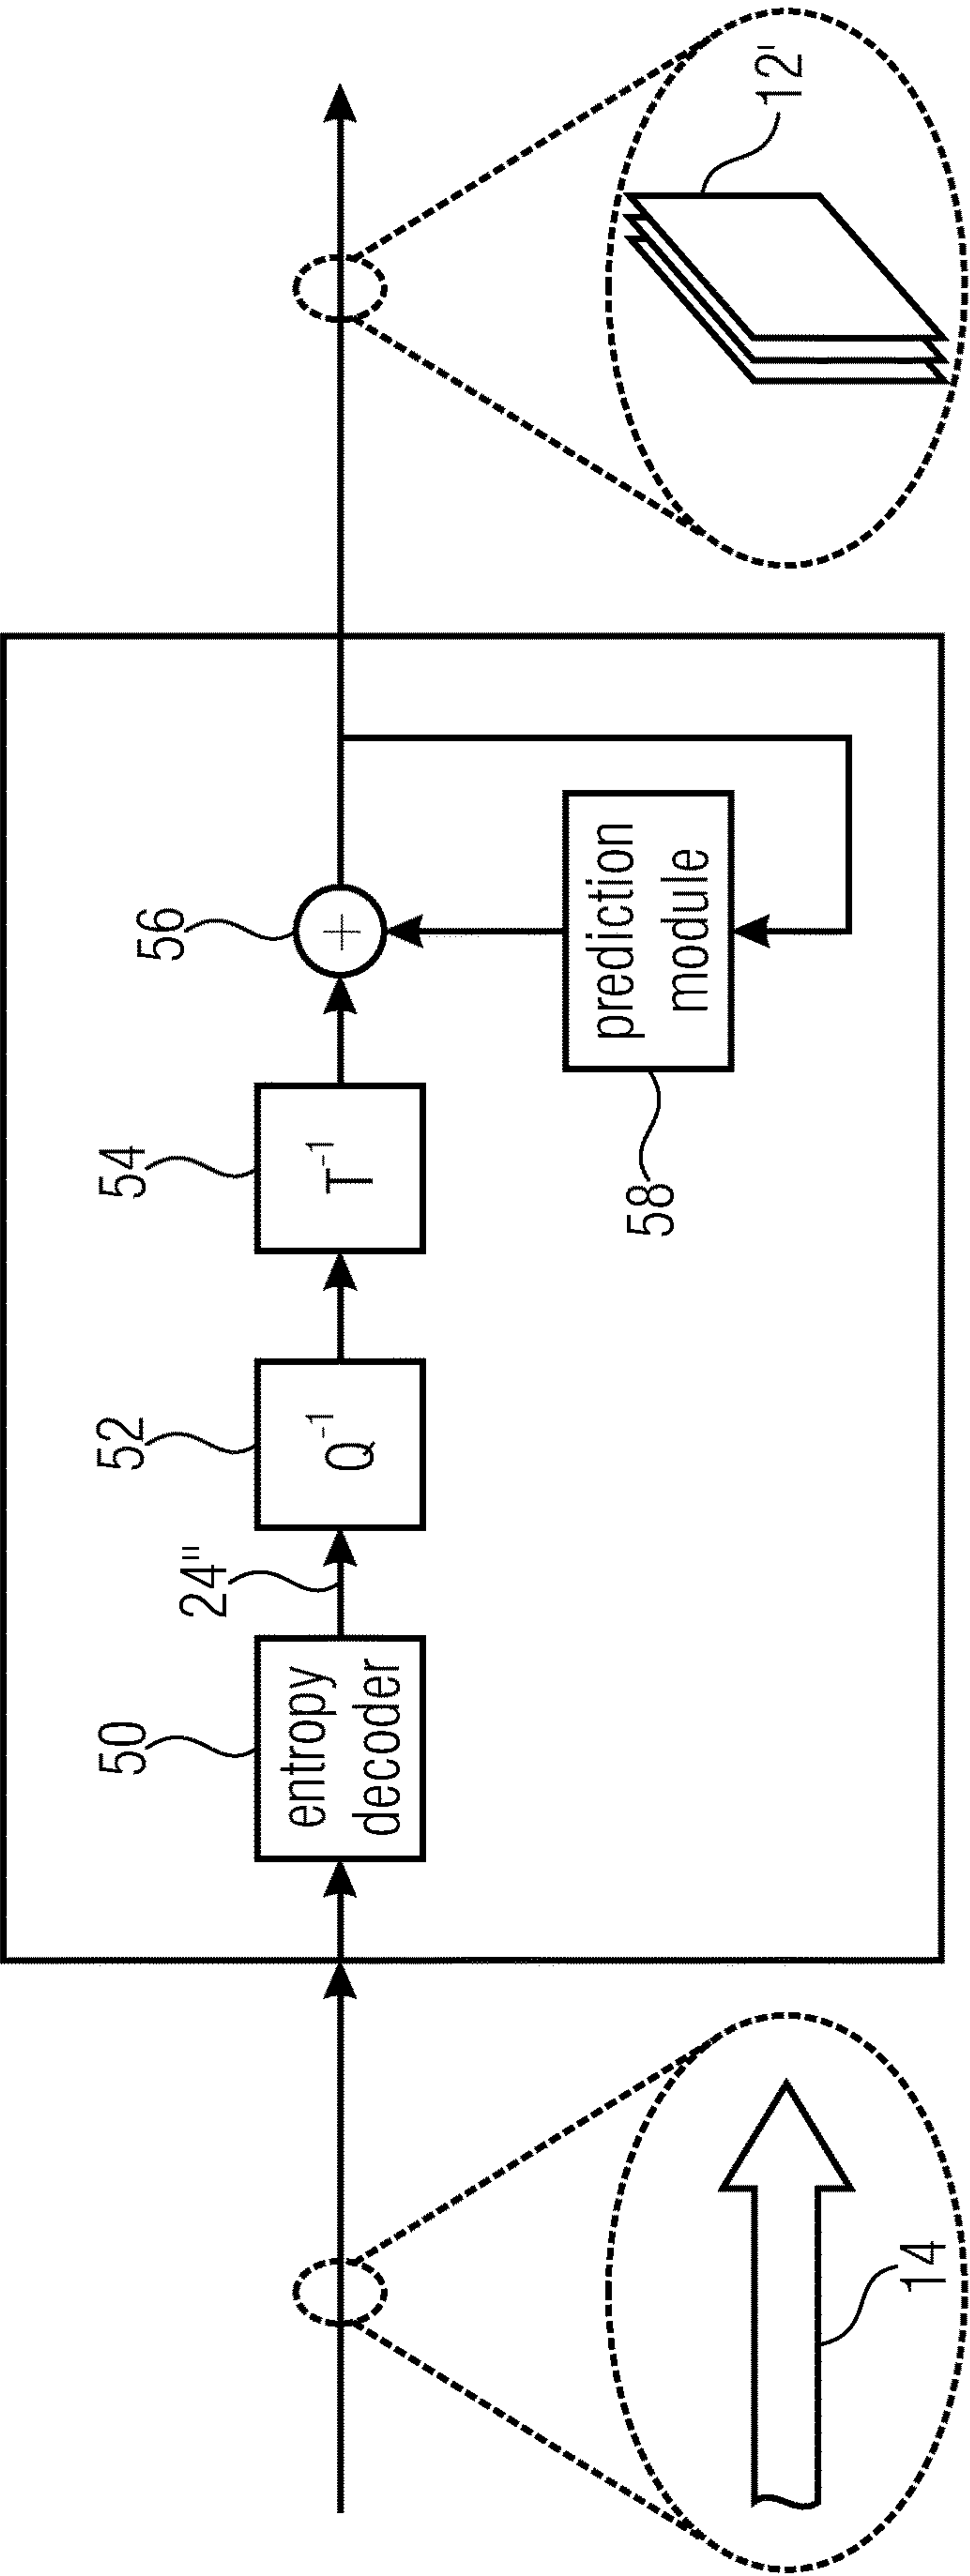 50
entropy
decoder
24"
52
Q⁻¹
54
T⁻¹
56
+
58
prediction
module
14
12'